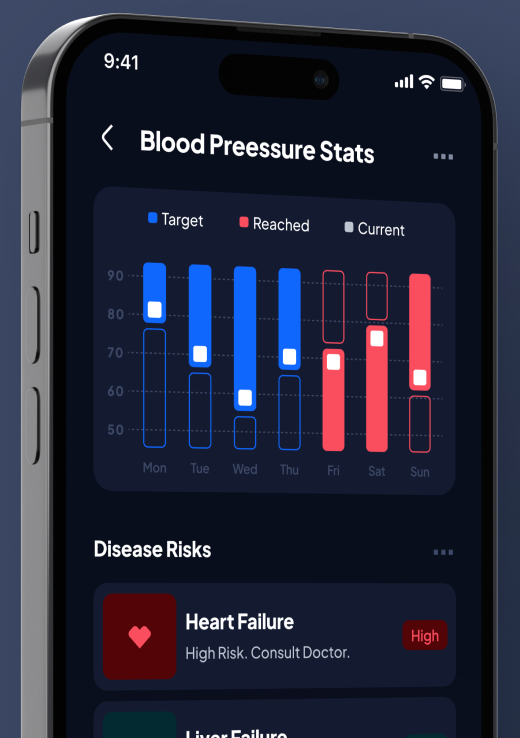 9:41
Blood Preessure Stats
Target Reached Current
90
80
70
60
50
Mon Tue Wed Thu Fri Sat Sun
Disease Risks
Heart Failure
High Risk. Consult Doctor.
High
Liver Failure